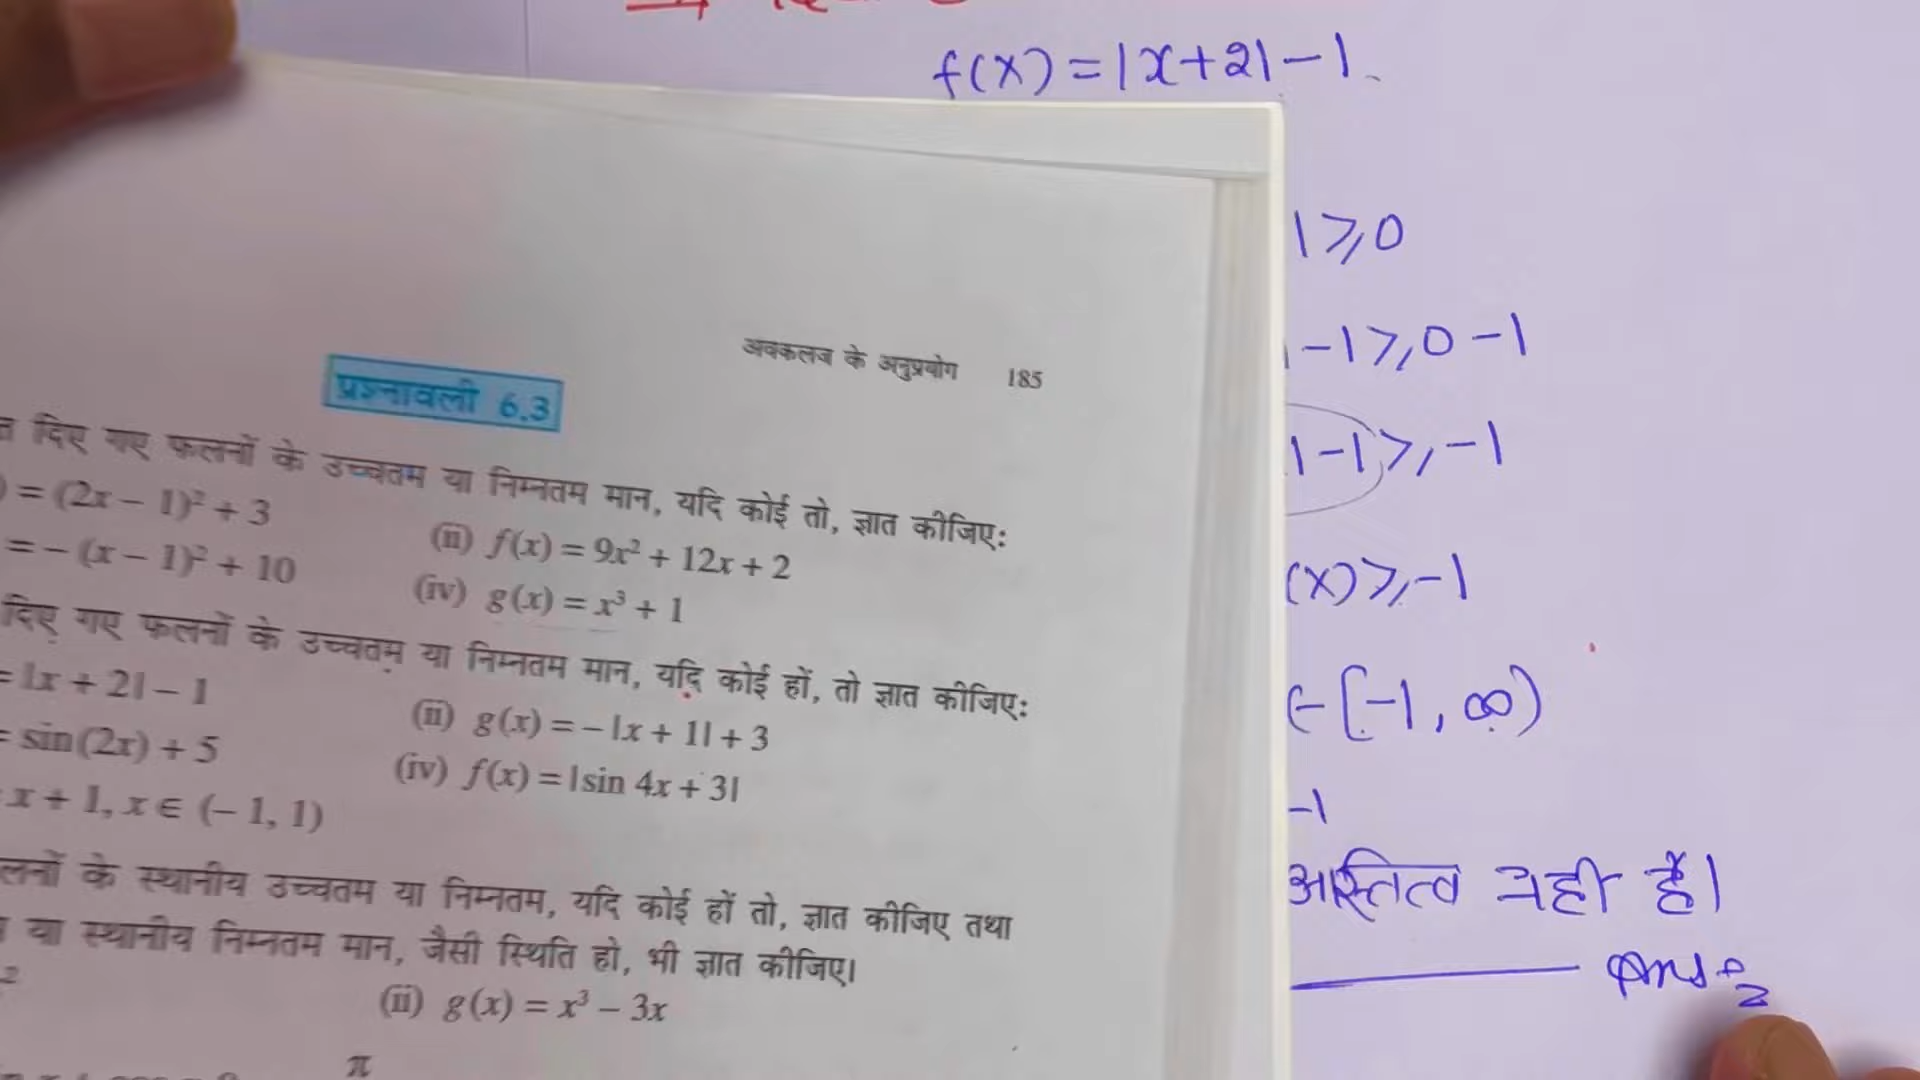 f(x) = |x+2| - 1
| ≥ 0
- 1 ≥ 0 - 1
| - 1 ≥ -1
(x) ≥ -1
∈ [-1, ∞)
-1
अस्तित्व नही है।
Ans
अवकलज के अनुप्रयोग 185
प्रश्नावली 6.3
दिए गए फलनों के उच्चतम या निम्नतम मान, यदि कोई तो, ज्ञात कीजिए:
) = (2x – 1)² + 3 (ii) f(x) = 9x² + 12x + 2
= – (x – 1)² + 10 (iv) g(x) = x³ + 1
दिए गए फलनों के उच्चतम या निम्नतम मान, यदि कोई हों, तो ज्ञात कीजिए:
= |x + 2| – 1 (ii) g(x) = – |x + 1| + 3
= sin(2x) + 5 (iv) f(x) = |sin 4x + 3|
x + 1, x ∈ (– 1, 1)
लनों के स्थानीय उच्चतम या निम्नतम, यदि कोई हों तो, ज्ञात कीजिए तथा
या स्थानीय निम्नतम मान, जैसी स्थिति हो, भी ज्ञात कीजिए।
2 (ii) g(x) = x³ – 3x
π